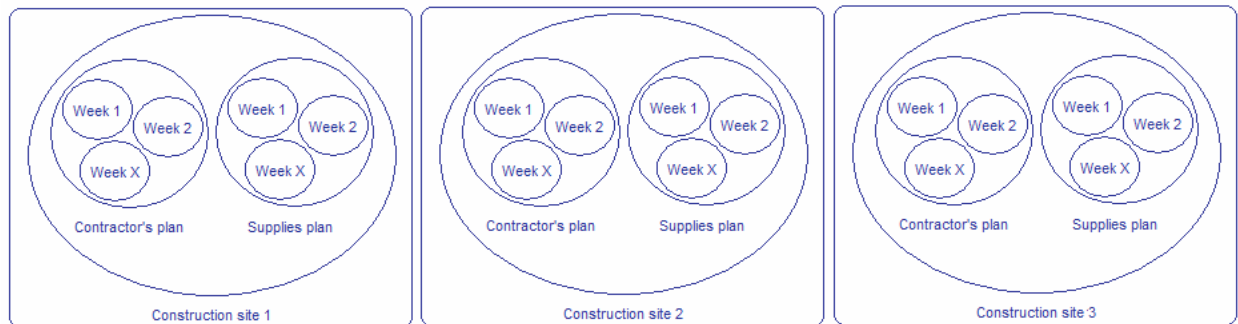 Week 1
Week 2
Week X
Contractor's plan
Week 1
Week 2
Week X
Supplies plan
Construction site 1
Week 1
Week 2
Week X
Contractor's plan
Week 1
Week 2
Week X
Supplies plan
Construction site 2
Week 1
Week 2
Week X
Contractor's plan
Week 1
Week 2
Week X
Supplies plan
Construction site 3